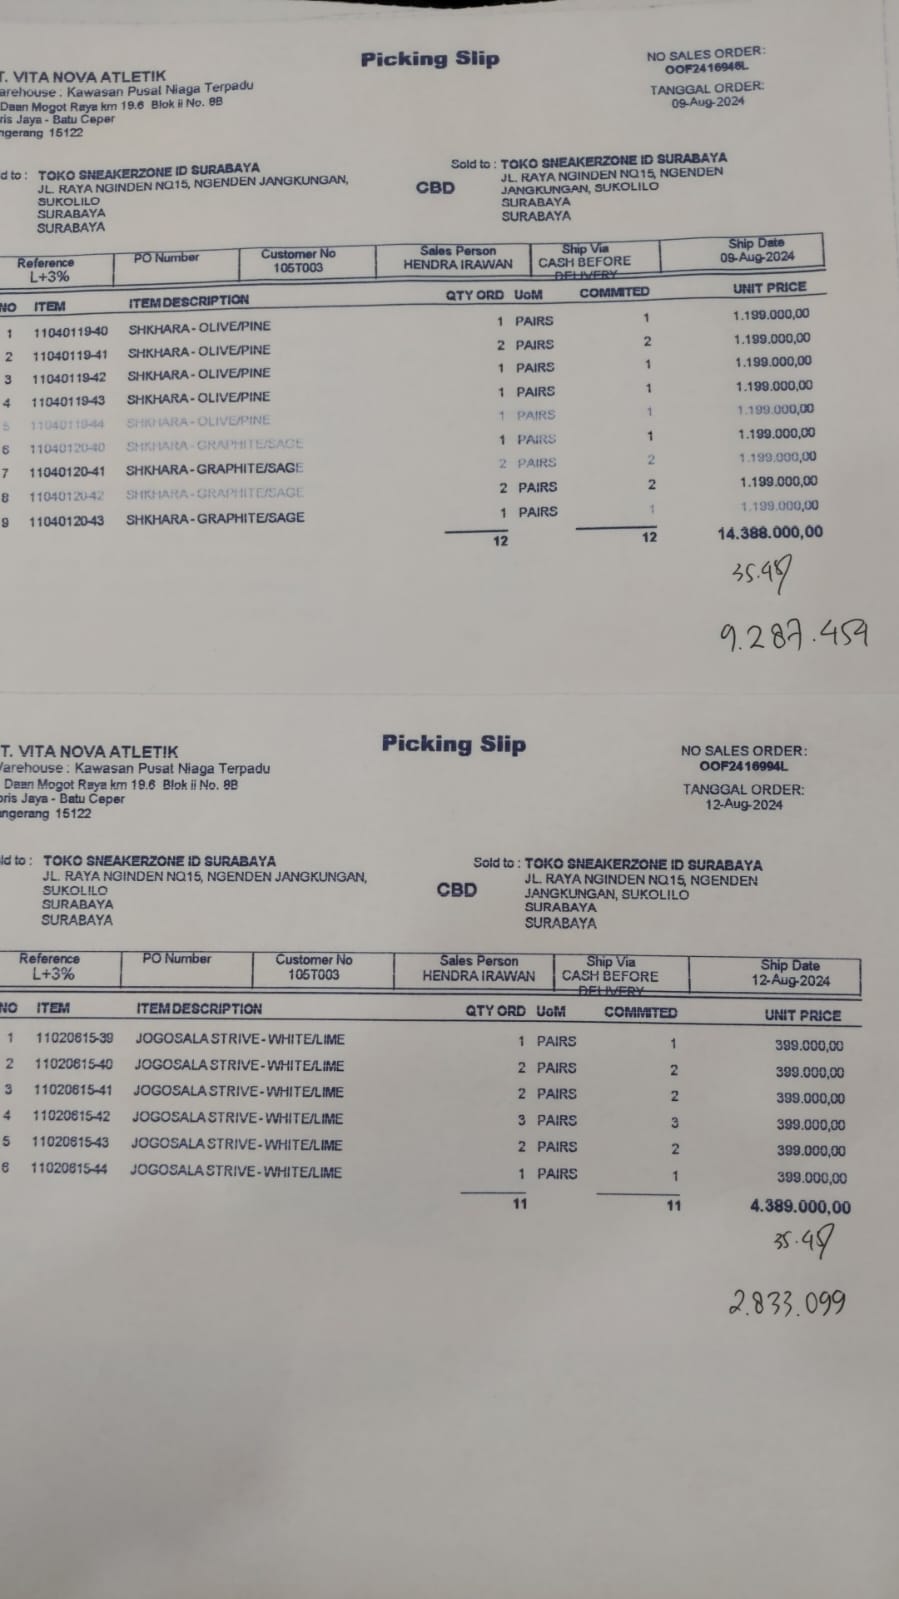 Picking Slip
NO SALES ORDER:
OOF2416946L
TANGGAL ORDER:
09-Aug-2024
T. VITA NOVA ATLETIK
arehouse : Kawasan Pusat Niaga Terpadu
Daan Mogot Raya km 19.6 Blok ii No. 8B
ris Jaya - Batu Ceper
ngerang 15122
d to : TOKO SNEAKERZONE ID SURABAYA
JL. RAYA NGINDEN NO.15, NGENDEN JANGKUNGAN,
SUKOLILO
SURABAYA
SURABAYA
CBD
Sold to : TOKO SNEAKERZONE ID SURABAYA
JL. RAYA NGINDEN NO.15, NGENDEN
JANGKUNGAN, SUKOLILO
SURABAYA
SURABAYA
Reference PO Number Customer No Sales Person Ship Via Ship Date
L+3% 105T003 HENDRA IRAWAN CASH BEFORE DELIVERY 09-Aug-2024
NO ITEM ITEM DESCRIPTION QTY ORD UoM COMMITED UNIT PRICE
1 11040119-40 SHKHARA - OLIVE/PINE 1 PAIRS 1 1.199.000,00
2 11040119-41 SHKHARA - OLIVE/PINE 2 PAIRS 2 1.199.000,00
3 11040119-42 SHKHARA - OLIVE/PINE 1 PAIRS 1 1.199.000,00
4 11040119-43 SHKHARA - OLIVE/PINE 1 PAIRS 1 1.199.000,00
5 11040119-44 SHKHARA - OLIVE/PINE 1 PAIRS 1 1.199.000,00
6 11040120-40 SHKHARA - GRAPHITE/SAGE 1 PAIRS 1 1.199.000,00
7 11040120-41 SHKHARA - GRAPHITE/SAGE 2 PAIRS 2 1.199.000,00
8 11040120-42 SHKHARA - GRAPHITE/SAGE 2 PAIRS 2 1.199.000,00
9 11040120-43 SHKHARA - GRAPHITE/SAGE 1 PAIRS 1 1.199.000,00
12 12 14.388.000,00
9.287.454
Picking Slip
NO SALES ORDER:
OOF2416994L
TANGGAL ORDER:
12-Aug-2024
T. VITA NOVA ATLETIK
arehouse : Kawasan Pusat Niaga Terpadu
Daan Mogot Raya km 19.6 Blok ii No. 8B
oris Jaya - Batu Ceper
ngerang 15122
ld to : TOKO SNEAKERZONE ID SURABAYA
JL. RAYA NGINDEN NO.15, NGENDEN JANGKUNGAN,
SUKOLILO
SURABAYA
SURABAYA
CBD
Sold to : TOKO SNEAKERZONE ID SURABAYA
JL. RAYA NGINDEN NO.15, NGENDEN
JANGKUNGAN, SUKOLILO
SURABAYA
SURABAYA
Reference PO Number Customer No Sales Person Ship Via Ship Date
L+3% 105T003 HENDRA IRAWAN CASH BEFORE DELIVERY 12-Aug-2024
NO ITEM ITEM DESCRIPTION QTY ORD UoM COMMITED UNIT PRICE
1 11020615-39 JOGOSALA STRIVE - WHITE/LIME 1 PAIRS 1 399.000,00
2 11020615-40 JOGOSALA STRIVE - WHITE/LIME 2 PAIRS 2 399.000,00
3 11020615-41 JOGOSALA STRIVE - WHITE/LIME 2 PAIRS 2 399.000,00
4 11020615-42 JOGOSALA STRIVE - WHITE/LIME 3 PAIRS 3 399.000,00
5 11020615-43 JOGOSALA STRIVE - WHITE/LIME 2 PAIRS 2 399.000,00
6 11020615-44 JOGOSALA STRIVE - WHITE/LIME 1 PAIRS 1 399.000,00
11 11 4.389.000,00
2.833.099